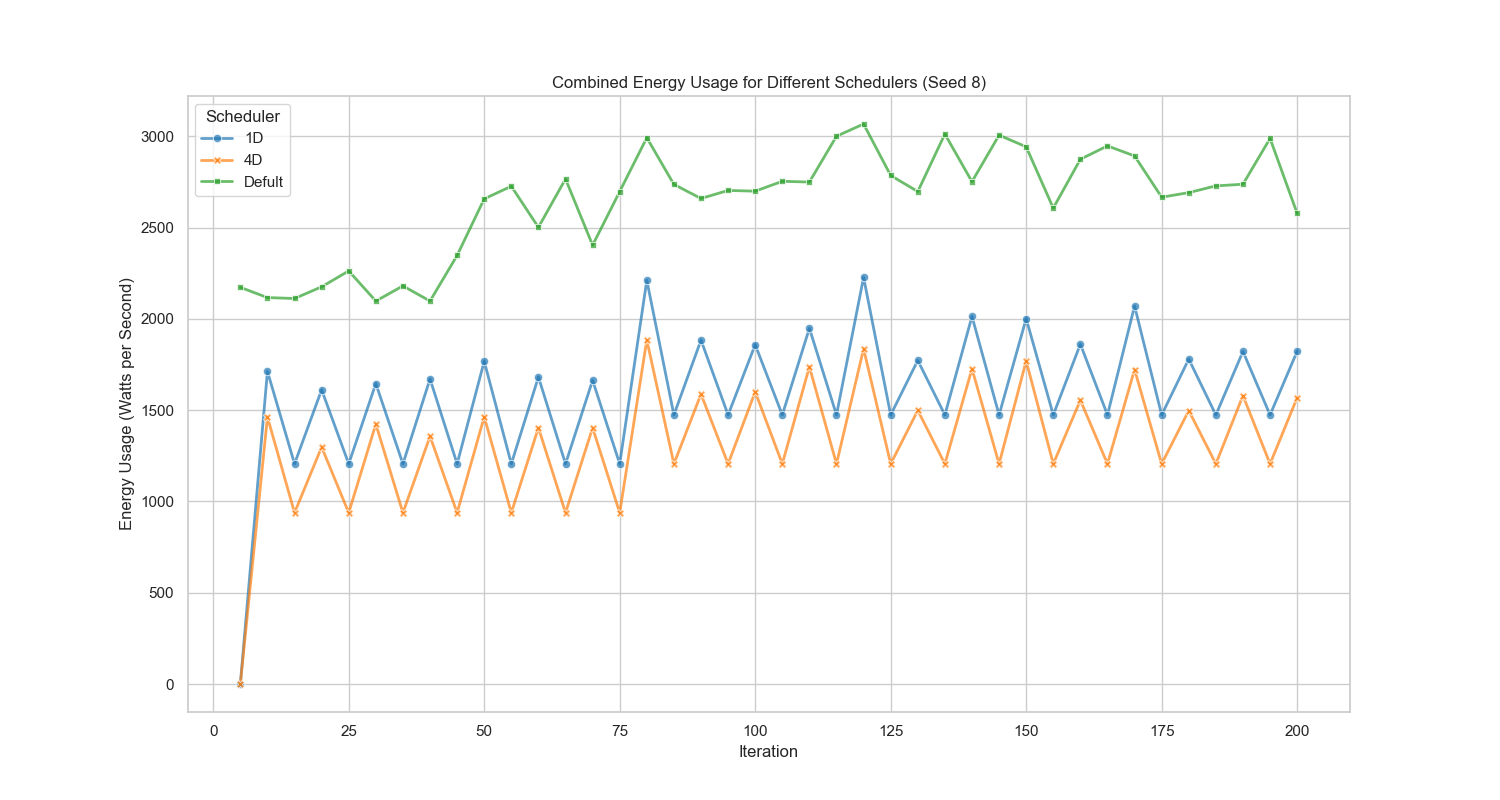 Combined Energy Usage for Different Schedulers (Seed 8)
Scheduler
1D
4D
Defult
Energy Usage (Watts per Second)
3000
2500
2000
1500
1000
500
0
0 25 50 75 100 125 150 175 200
Iteration